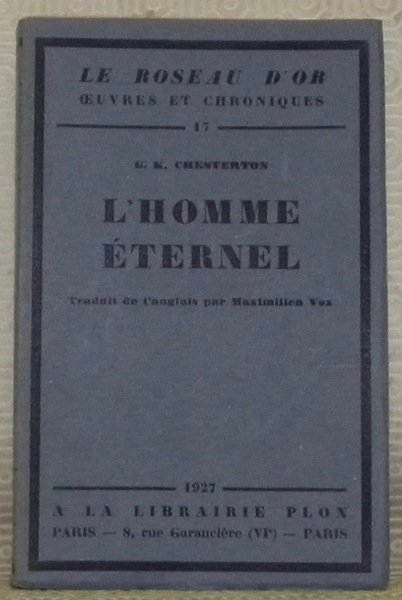 LE ROSEAU D'OR
ŒUVRES ET CHRONIQUES
17
G. K. CHESTERTON
L'HOMME
ÉTERNEL
Traduit de l'anglais par Maximilien Vox
1927
A LA LIBRAIRIE PLON
PARIS — 8, rue Garancière (VIe) — PARIS